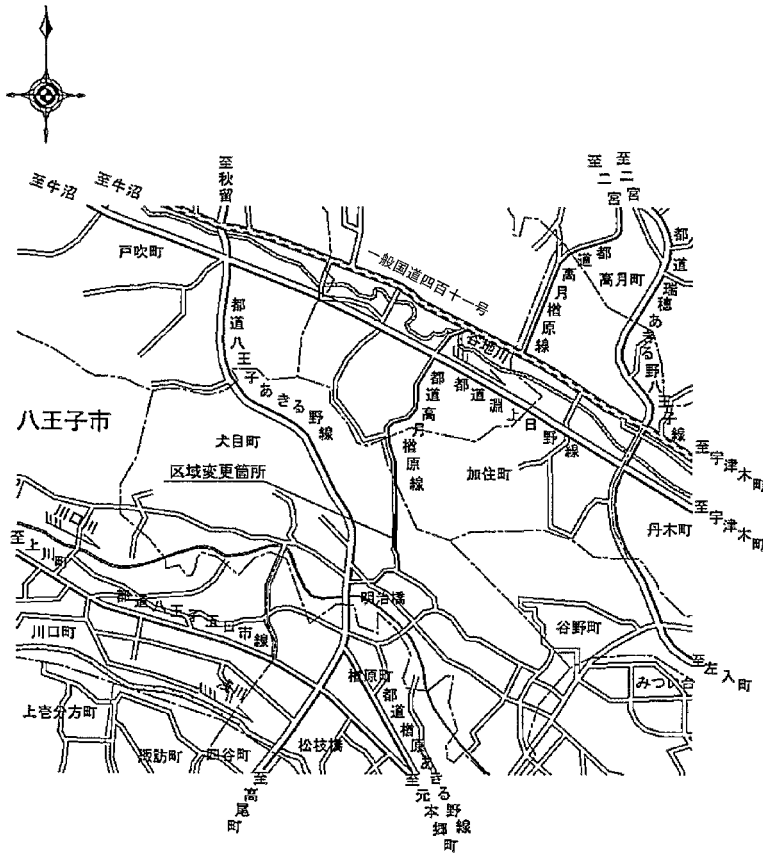 至牛沼
至牛沼
至秋留
至二宮
至二宮
戸吹町
一般国道四百十一号
都道高月楢原線
高月町
都道瑞穂あきる野八王子線
都道八王子あきる野線
谷地川
都道高月楢原線
都道淵上日野線
八王子市
犬目町
加住町
至宇津木町
至宇津木町
区域変更箇所
丹木町
川口川
至上川町
都道八王子五日市線
明治橋
川口町
谷野町
至左入町
みつい台
楢原町
浅川
都道楢原あきる野線
上壱分方町
諏訪町
四谷町
松枝橋
至高尾町
至元本郷町